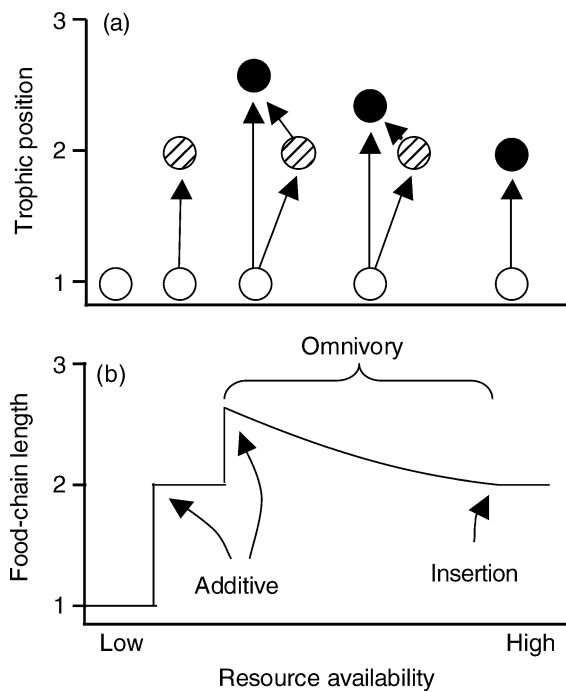 (a)
3
2
1
Trophic position
(b)
Omnivory
3
2
1
Food-chain length
Additive
Insertion
Low
High
Resource availability